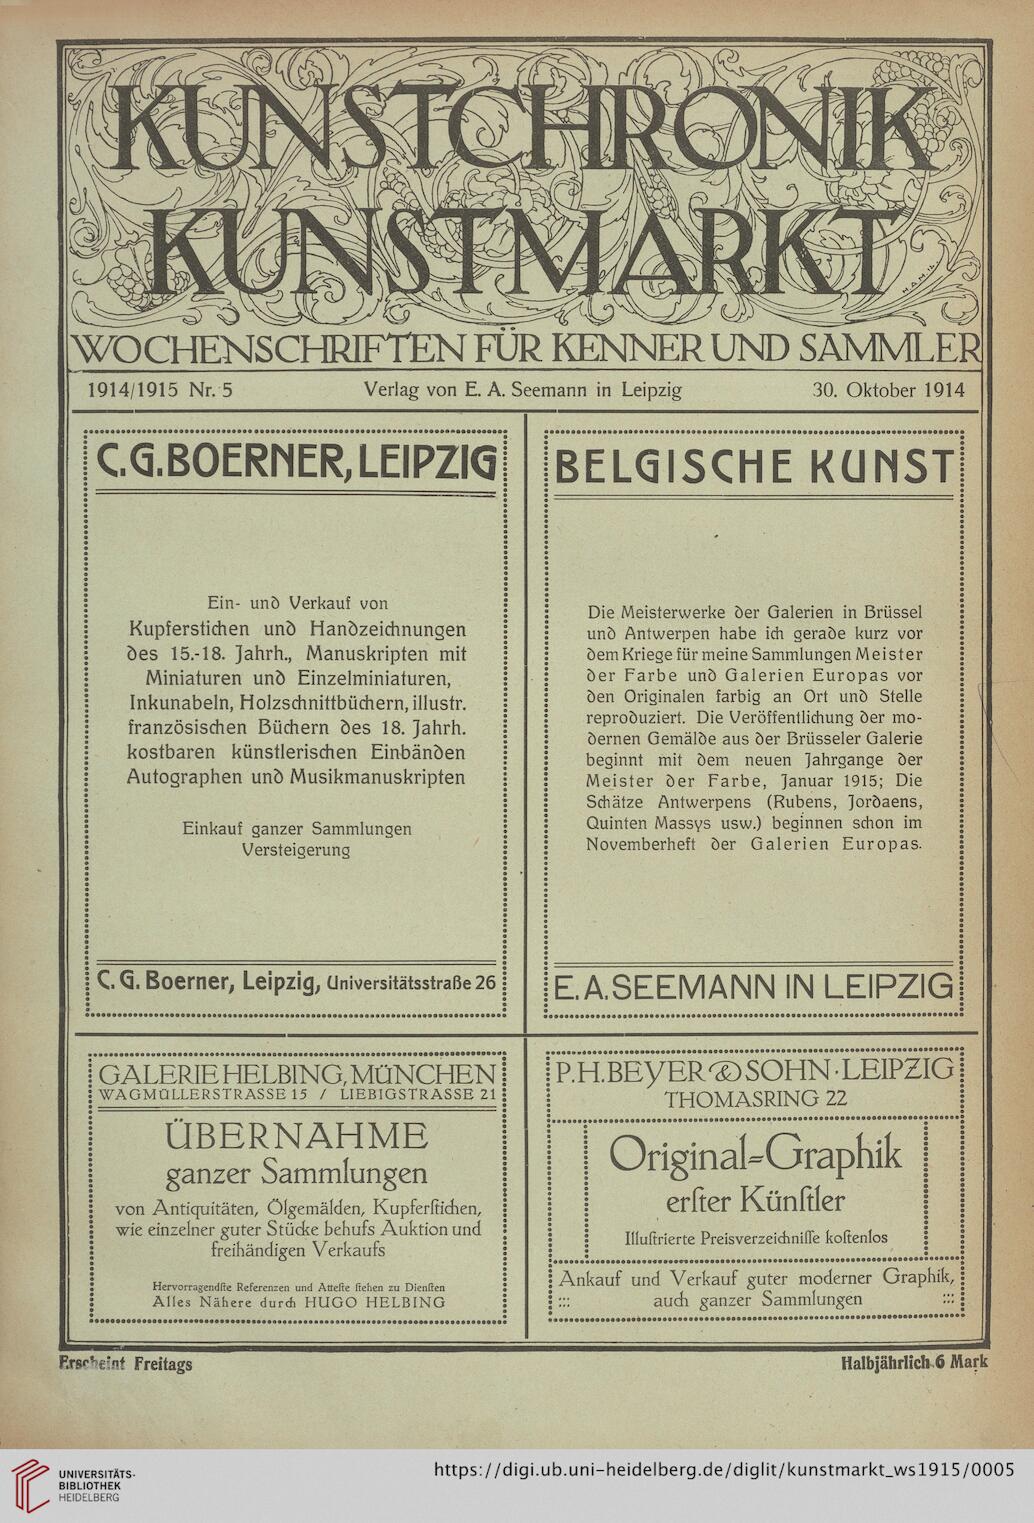 KUNSTCHRONIK
KUNSTMARKT
H.A.M.IL.
WOCHENSCHRIFTEN FÜR KENNER UND SAMMLER
1914/1915 Nr. 5 Verlag von E. A. Seemann in Leipzig 30. Oktober 1914
C.G.BOERNER, LEIPZIG
Ein- und Verkauf von
Kupferstichen und Handzeichnungen
des 15.-18. Jahrh., Manuskripten mit
Miniaturen und Einzelminiaturen,
Inkunabeln, Holzschnittbüchern, illustr.
französischen Büchern des 18. Jahrh.
kostbaren künstlerischen Einbänden
Autographen und Musikmanuskripten
Einkauf ganzer Sammlungen
Versteigerung
C. G. Boerner, Leipzig, Universitätsstraße 26
BELGISCHE KUNST
Die Meisterwerke der Galerien in Brüssel
und Antwerpen habe ich gerade kurz vor
dem Kriege für meine Sammlungen Meister
der Farbe und Galerien Europas vor
den Originalen farbig an Ort und Stelle
reproduziert. Die Veröffentlichung der mo-
dernen Gemälde aus der Brüsseler Galerie
beginnt mit dem neuen Jahrgange der
Meister der Farbe, Januar 1915; Die
Schätze Antwerpens (Rubens, Jordaens,
Quinten Massys usw.) beginnen schon im
Novemberheft der Galerien Europas.
E. A. SEEMANN IN LEIPZIG
GALERIE HELBING, MÜNCHEN
WAGMÜLLERSTRASSE 15 / LIEBIGSTRASSE 21
ÜBERNAHME
ganzer Sammlungen
von Antiquitäten, Ölgemälden, Kupferſtichen,
wie einzelner guter Stücke behufs Auktion und
freihändigen Verkaufs
Hervorragendſte Referenzen und Atteſte ſtehen zu Dienſten
Alles Nähere durch HUGO HELBING
P. H. BEYER & SOHN · LEIPZIG
THOMASRING 22
Original-Graphik
erſter Künſtler
Illuſtrierte Preisverzeichniſſe koſtenlos
Ankauf und Verkauf guter moderner Graphik,
::: auch ganzer Sammlungen :::
Erscheint Freitags Halbjährlich 6 Mark
UNIVERSITÄTS-
BIBLIOTHEK
HEIDELBERG
https://digi.ub.uni-heidelberg.de/diglit/kunstmarkt_ws1915/0005